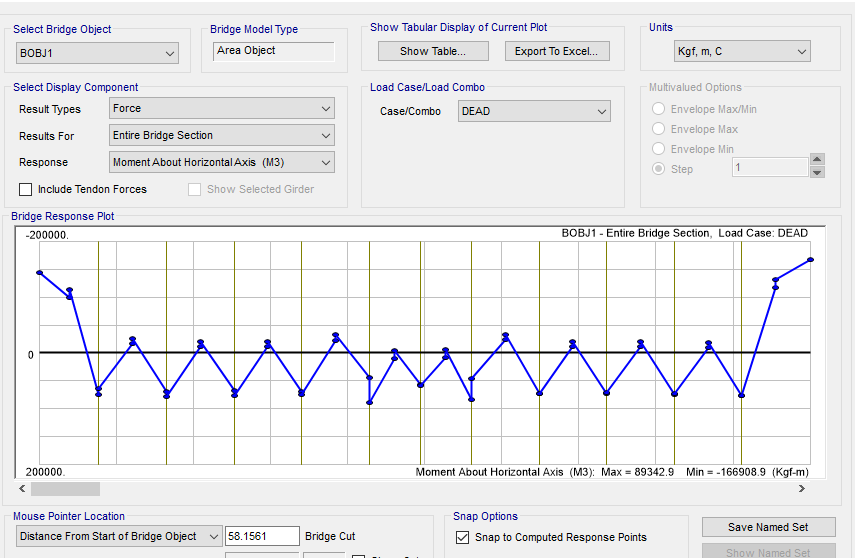 Select Bridge Object
BOBJ1
Bridge Model Type
Area Object
Show Tabular Display of Current Plot
Show Table...
Export To Excel...
Units
Kgf, m, C
Select Display Component
Result Types
Force
Results For
Entire Bridge Section
Response
Moment About Horizontal Axis (M3)
Include Tendon Forces
Show Selected Girder
Load Case/Load Combo
Case/Combo
DEAD
Multivalued Options
Envelope Max/Min
Envelope Max
Envelope Min
Step
1
Bridge Response Plot
-200000.
BOBJ1 - Entire Bridge Section, Load Case: DEAD
0
200000.
Moment About Horizontal Axis (M3): Max = 89342.9 Min = -166908.9 (Kgf-m)
Mouse Pointer Location
Distance From Start of Bridge Object
58.1561
Bridge Cut
Snap Options
Snap to Computed Response Points
Save Named Set
Show Named Set